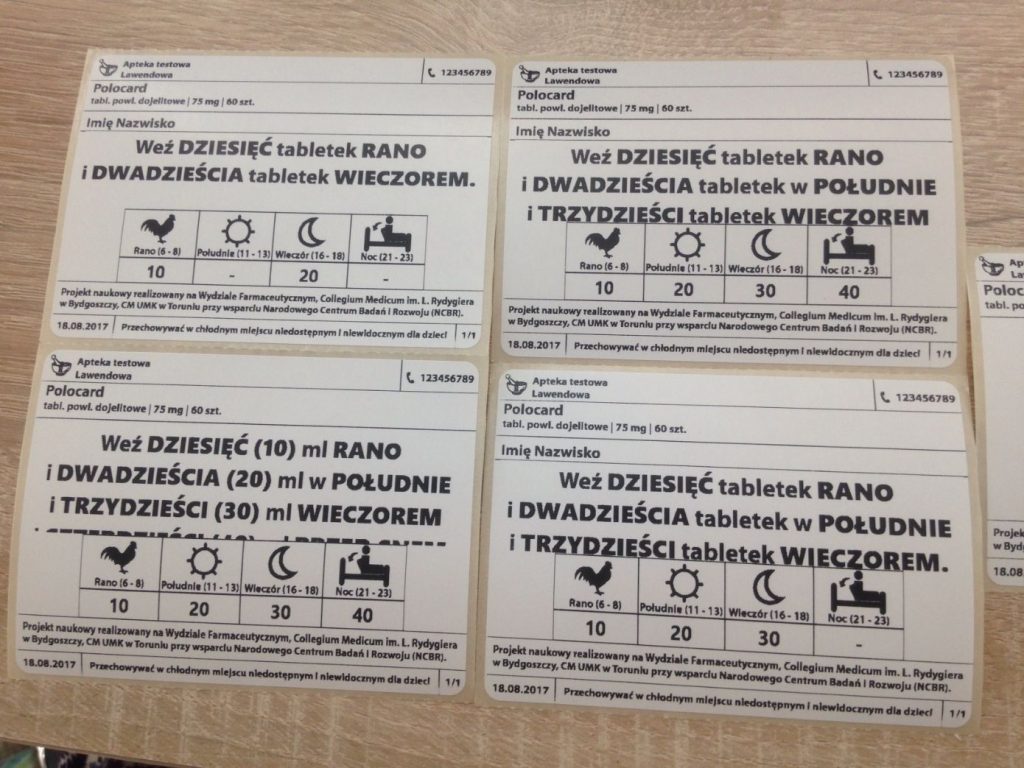 Apteka testowa
Lawendowa
123456789
Polocard
tabl. powl. dojelitowe | 75 mg | 60 szt.
Imię Nazwisko
Weź DZIESIĘĆ tabletek RANO
i DWADZIEŚCIA tabletek WIECZOREM.
Rano (6 - 8) Południe (11 - 13) Wieczór (16 - 18) Noc (21 - 23)
10 - 20 -
Projekt naukowy realizowany na Wydziale Farmaceutycznym, Collegium Medicum im. L. Rydygiera
w Bydgoszczy, CM UMK w Toruniu przy wsparciu Narodowego Centrum Badań i Rozwoju (NCBR).
18.08.2017 Przechowywać w chłodnym miejscu niedostępnym i niewidocznym dla dzieci 1/1
Apteka testowa
Lawendowa
123456789
Polocard
tabl. powl. dojelitowe | 75 mg | 60 szt.
Imię Nazwisko
Weź DZIESIĘĆ tabletek RANO
i DWADZIEŚCIA tabletek w POŁUDNIE
i TRZYDZIEŚCI tabletek WIECZOREM
Rano (6 - 8) Południe (11 - 13) Wieczór (16 - 18) Noc (21 - 23)
10 20 30 40
Projekt naukowy realizowany na Wydziale Farmaceutycznym, Collegium Medicum im. L. Rydygiera
w Bydgoszczy, CM UMK w Toruniu przy wsparciu Narodowego Centrum Badań i Rozwoju (NCBR).
18.08.2017 Przechowywać w chłodnym miejscu niedostępnym i niewidocznym dla dzieci 1/1
Apteka testowa
Lawendowa
123456789
Polocard
tabl. powl. dojelitowe | 75 mg | 60 szt.
Weź DZIESIĘĆ (10) ml RANO
i DWADZIEŚCIA (20) ml w POŁUDNIE
i TRZYDZIEŚCI (30) ml WIECZOREM
Rano (6 - 8) Południe (11 - 13) Wieczór (16 - 18) Noc (21 - 23)
10 20 30 40
Projekt naukowy realizowany na Wydziale Farmaceutycznym, Collegium Medicum im. L. Rydygiera
w Bydgoszczy, CM UMK w Toruniu przy wsparciu Narodowego Centrum Badań i Rozwoju (NCBR).
18.08.2017 Przechowywać w chłodnym miejscu niedostępnym i niewidocznym dla dzieci 1/1
Apteka testowa
Lawendowa
123456789
Polocard
tabl. powl. dojelitowe | 75 mg | 60 szt.
Imię Nazwisko
Weź DZIESIĘĆ tabletek RANO
i DWADZIEŚCIA tabletek w POŁUDNIE
i TRZYDZIEŚCI tabletek WIECZOREM.
Rano (6 - 8) Południe (11 - 13) Wieczór (16 - 18) Noc (21 - 23)
10 20 30 -
Projekt naukowy realizowany na Wydziale Farmaceutycznym, Collegium Medicum im. L. Rydygiera
w Bydgoszczy, CM UMK w Toruniu przy wsparciu Narodowego Centrum Badań i Rozwoju (NCBR).
18.08.2017 Przechowywać w chłodnym miejscu niedostępnym i niewidocznym dla dzieci 1/1